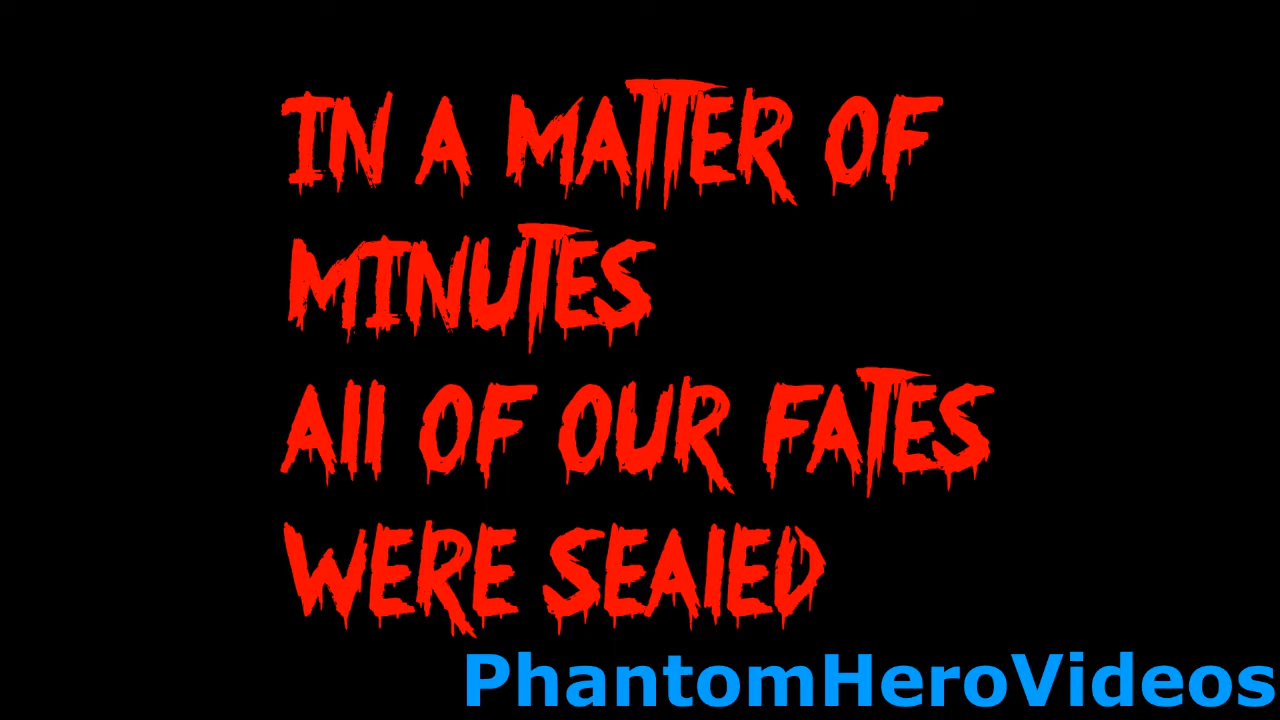 IN A MATTER OF
MINUTES
All OF OUR FATES
WERE SEAlED
PhantomHeroVideos